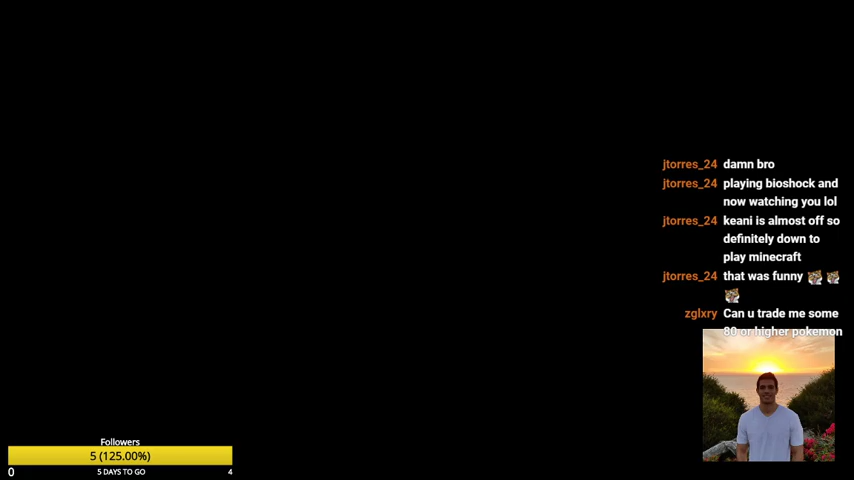 jtorres_24 damn bro
jtorres_24 playing bioshock and
now watching you lol
jtorres_24 keani is almost off so
definitely down to
play minecraft
jtorres_24 that was funny
zglxry Can u trade me some
80 or higher pokemon
Followers
5 (125.00%)
0 5 DAYS TO GO 4